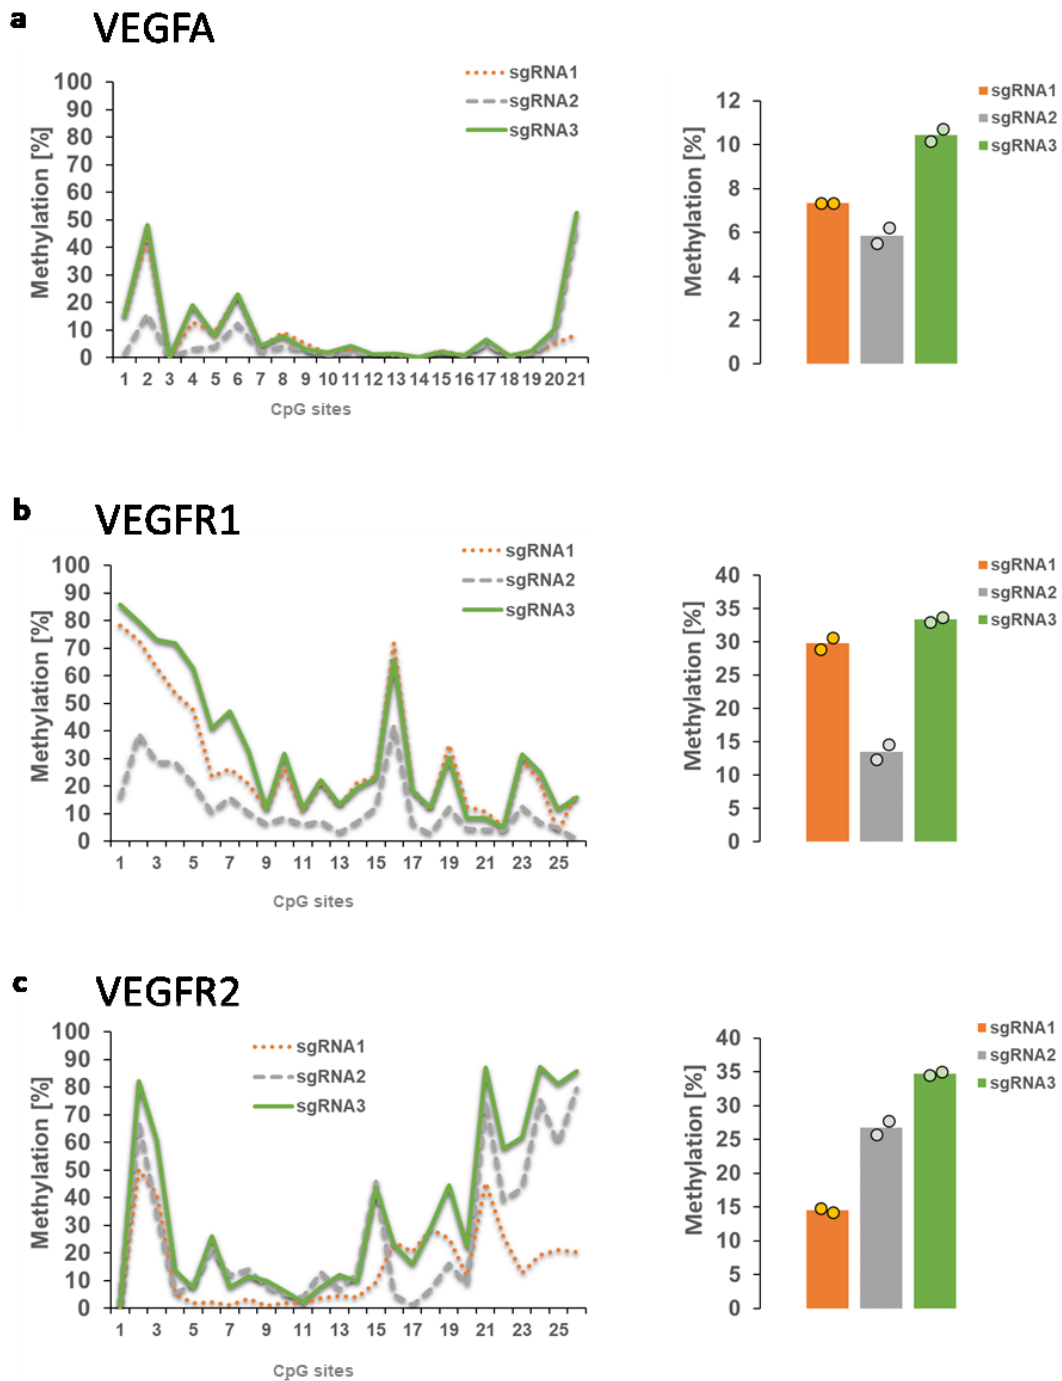 a VEGFA
sgRNA1
sgRNA2
sgRNA3
Methylation [%]
100
90
80
70
60
50
40
30
20
10
0
1 2 3 4 5 6 7 8 9 10 11 12 13 14 15 16 17 18 19 20 21
CpG sites
sgRNA1
sgRNA2
sgRNA3
Methylation [%]
12
10
8
6
4
2
0
b VEGFR1
sgRNA1
sgRNA2
sgRNA3
Methylation [%]
100
90
80
70
60
50
40
30
20
10
0
1 3 5 7 9 11 13 15 17 19 21 23 25
CpG sites
sgRNA1
sgRNA2
sgRNA3
Methylation [%]
40
35
30
25
20
15
10
5
0
c VEGFR2
sgRNA1
sgRNA2
sgRNA3
Methylation [%]
100
90
80
70
60
50
40
30
20
10
0
1 3 5 7 9 11 13 15 17 19 21 23 25
CpG sites
sgRNA1
sgRNA2
sgRNA3
Methylation [%]
40
35
30
25
20
15
10
5
0